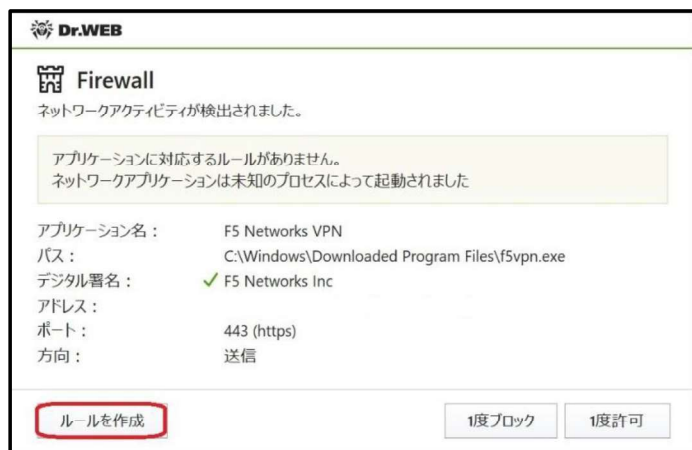 Dr.WEB
Firewall
ネットワークアクティビティが検出されました。
アプリケーションに対応するルールがありません。
ネットワークアプリケーションは未知のプロセスによって起動されました
アプリケーション名： F5 Networks VPN
パス： C:\Windows\Downloaded Program Files\f5vpn.exe
デジタル署名： F5 Networks Inc
アドレス：
ポート： 443 (https)
方向： 送信
ルールを作成 1度ブロック 1度許可